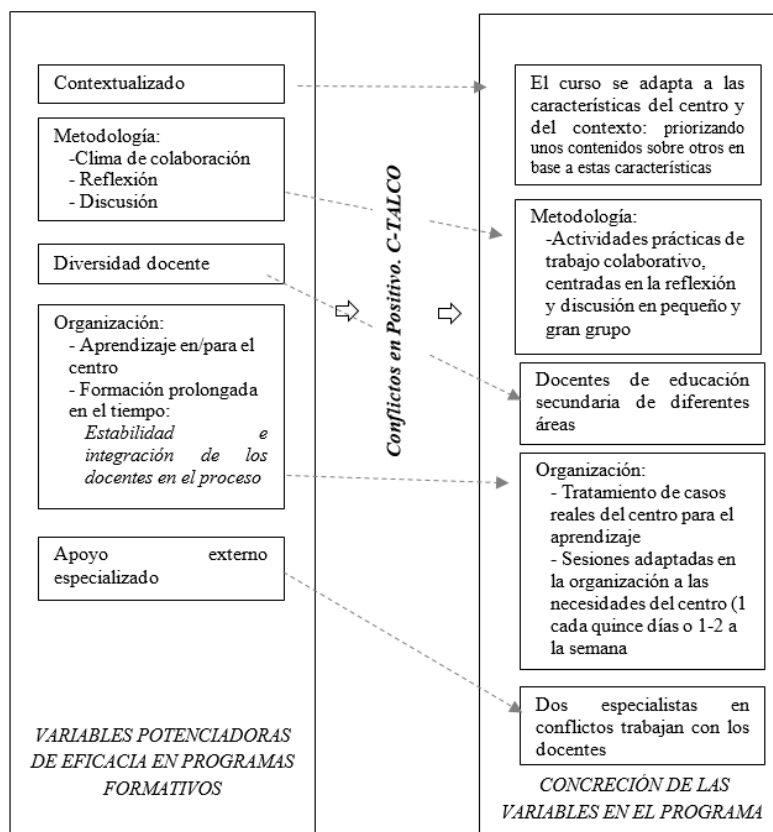 Contextualizado
Metodología:
-Clima de colaboración
- Reflexión
- Discusión
Diversidad docente
Organización:
- Aprendizaje en/para el
centro
- Formación prolongada
en el tiempo:
Estabilidad e
integración de los
docentes en el proceso
Apoyo externo
especializado
VARIABLES POTENCIADORAS
DE EFICACIA EN PROGRAMAS
FORMATIVOS
Conflictos en Positivo. C-TALCO
El curso se adapta a las
características del centro y
del contexto: priorizando
unos contenidos sobre otros en
base a estas características
Metodología:
-Actividades prácticas de
trabajo colaborativo,
centradas en la reflexión
y discusión en pequeño y
gran grupo
Docentes de educación
secundaria de diferentes
áreas
Organización:
- Tratamiento de casos
reales del centro para el
aprendizaje
- Sesiones adaptadas en
la organización a las
necesidades del centro (1
cada quince días o 1-2 a
la semana
Dos especialistas en
conflictos trabajan con los
docentes
CONCRECIÓN DE LAS
VARIABLES EN EL PROGRAMA